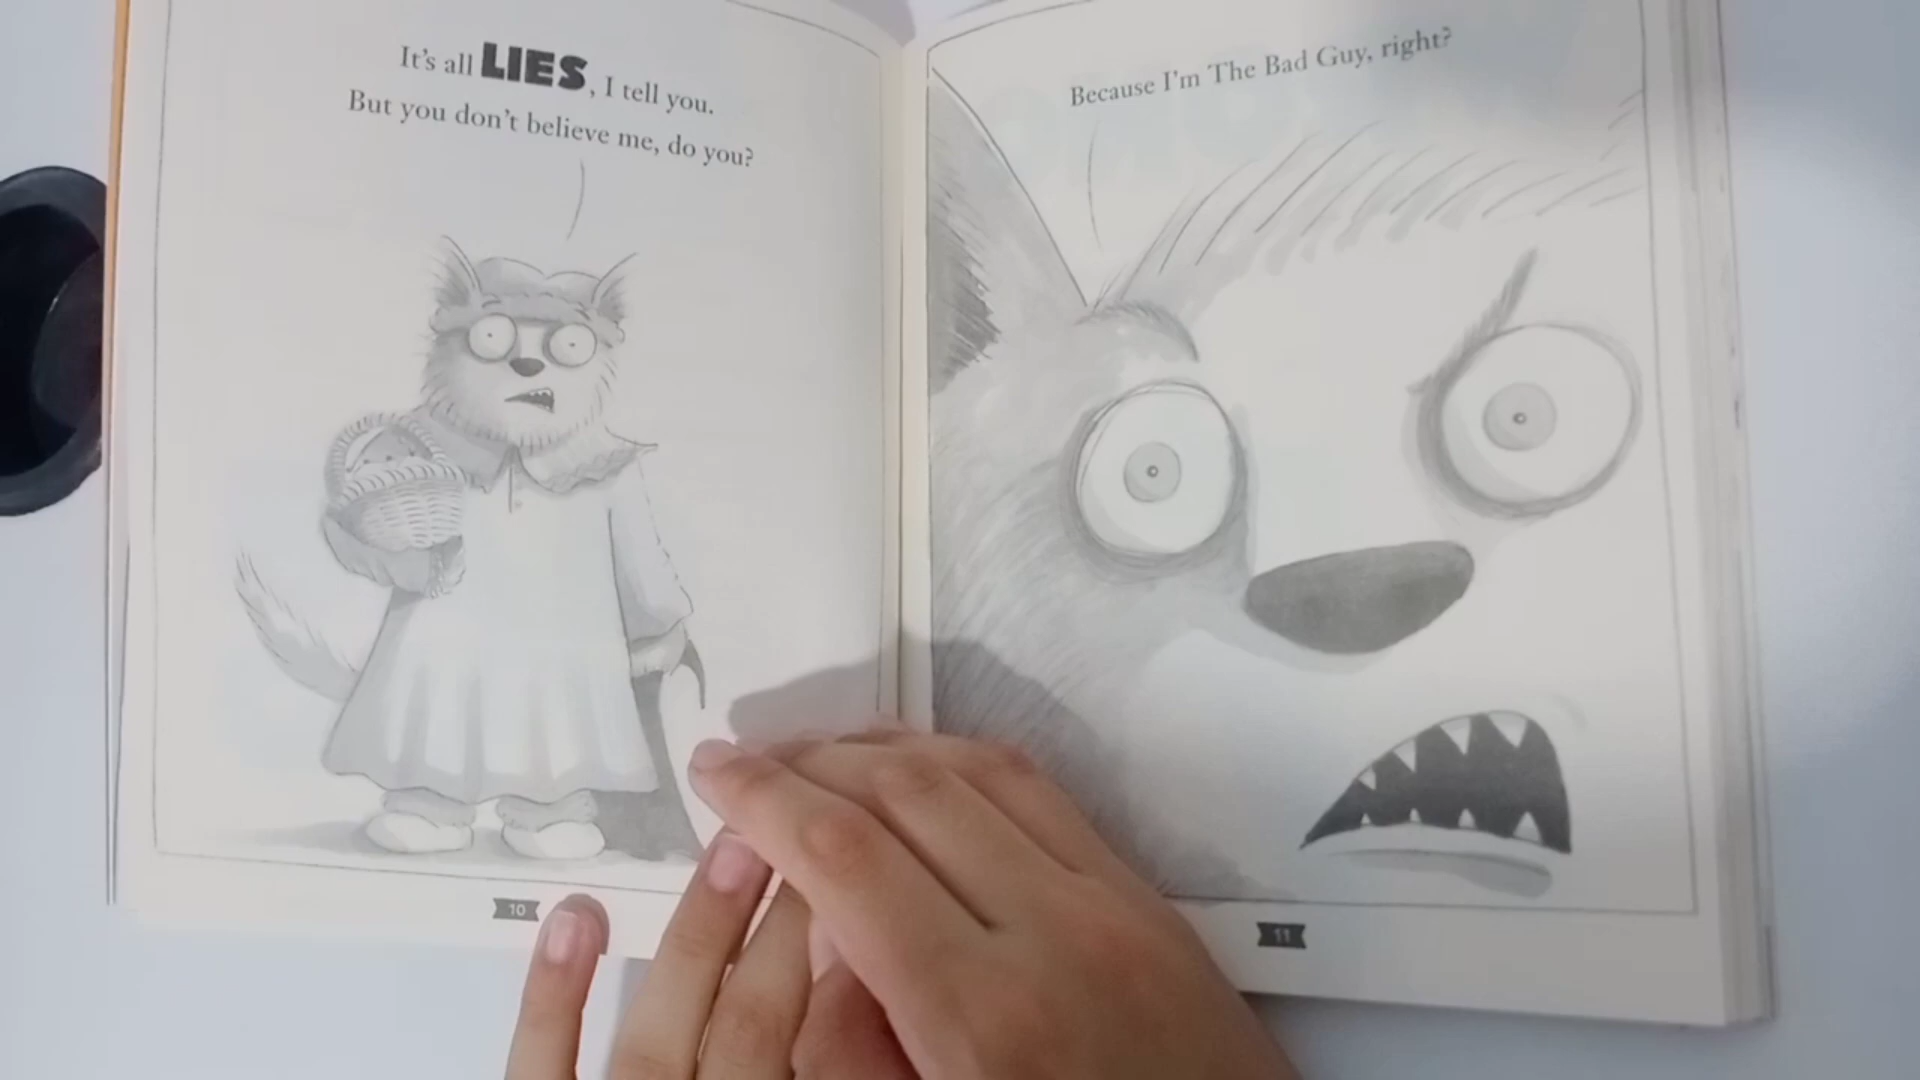 It's all LIES, I tell you.
But you don't believe me, do you?
10
Because I'm The Bad Guy, right?
11